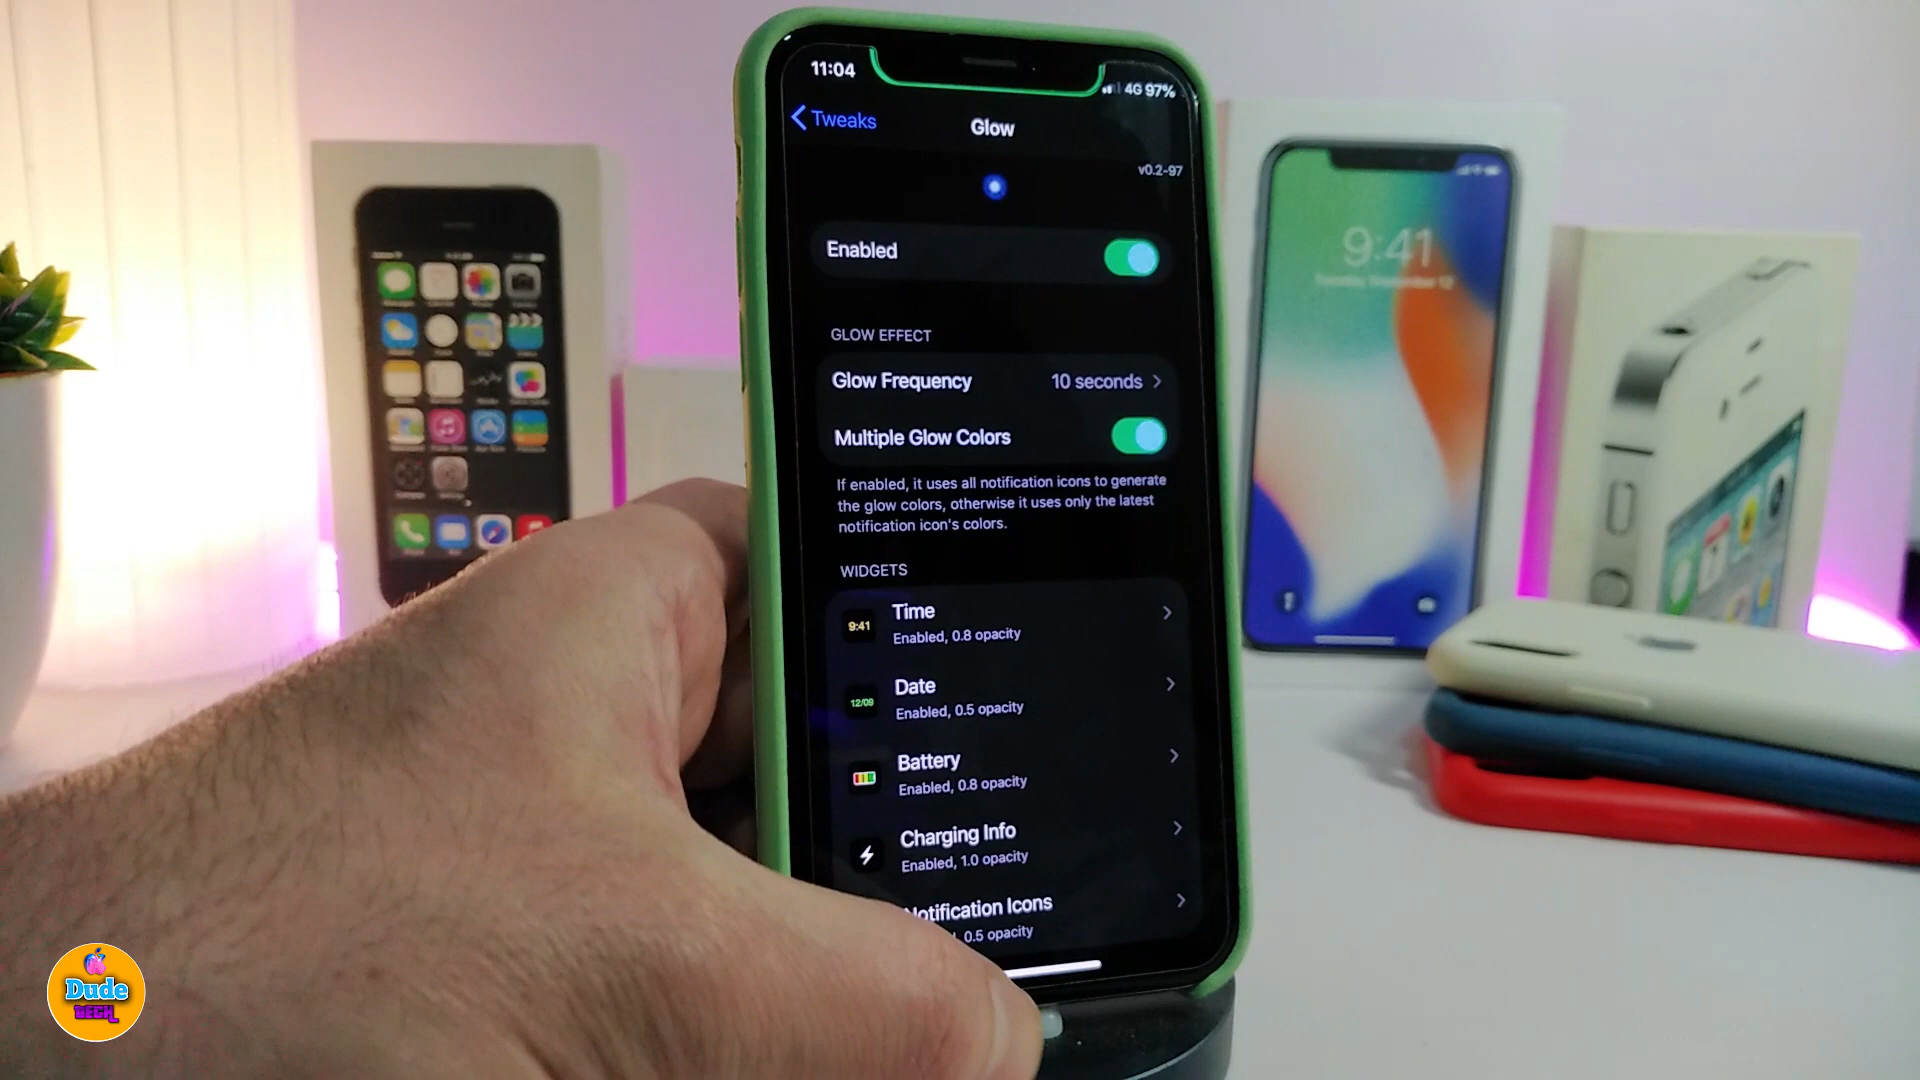 11:04
4G 97%
Tweaks
Glow
v0.2-97
Enabled
GLOW EFFECT
Glow Frequency
10 seconds
Multiple Glow Colors
If enabled, it uses all notification icons to generate
the glow colors, otherwise it uses only the latest
notification icon's colors.
WIDGETS
9:41
Time
Enabled, 0.8 opacity
12/09
Date
Enabled, 0.5 opacity
Battery
Enabled, 0.8 opacity
Charging Info
Enabled, 1.0 opacity
Notification Icons
0.5 opacity
9:41
Dude
TECH